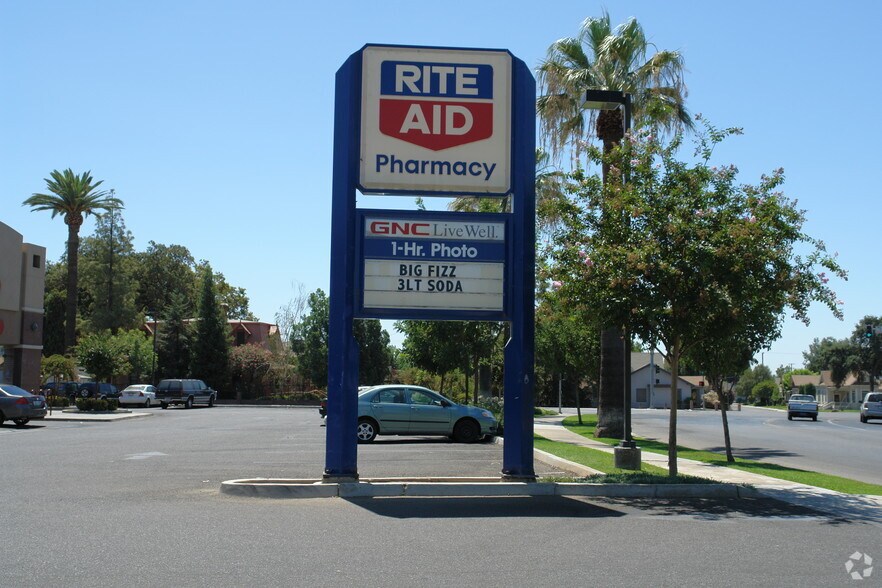 RITE
AID
Pharmacy
GNC LiveWell.
1-Hr. Photo
BIG FIZZ
3LT SODA